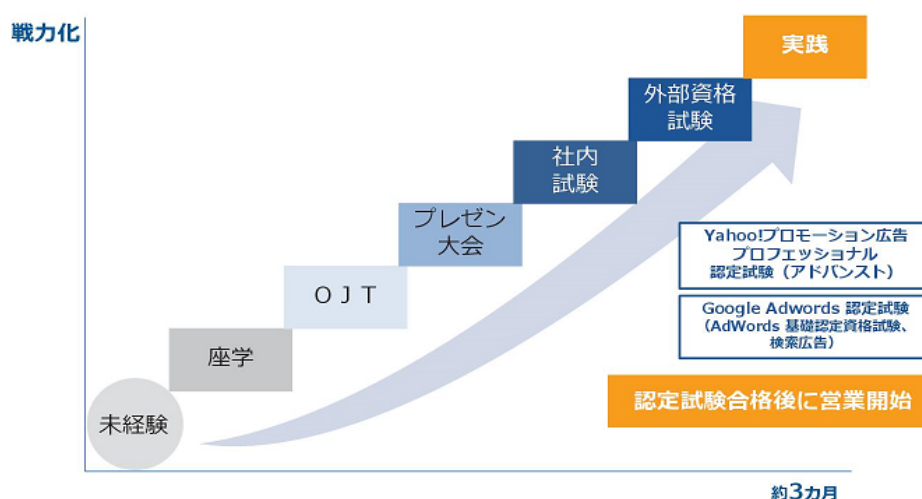 戦力化
実践
外部資格
試験
社内
試験
プレゼン
大会
ＯＪＴ
座学
未経験
Yahoo!プロモーション広告
プロフェッショナル
認定試験（アドバンスト）
Google Adwords 認定試験
（AdWords 基礎認定資格試験、
検索広告）
認定試験合格後に営業開始
約3カ月